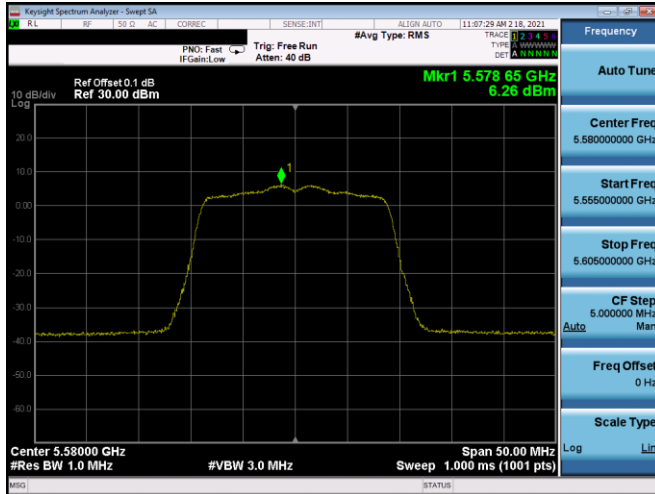 Keysight Spectrum Analyzer - Swept SA
RL RF 50 Ω AC CORREC SENSE:INT ALIGN AUTO 11:07:29 AM 2 18, 2021
#Avg Type: RMS
TRACE 1 2 3 4 5 6
TYPE A WWWWW
DET A N N N N N
PNO: Fast Trig: Free Run
IFGain:Low Atten: 40 dB
Frequency
Auto Tune
Ref Offset 0.1 dB
10 dB/div Ref 30.00 dBm
Log
Mkr1 5.578 65 GHz
6.26 dBm
20.0
10.0
0.00
-10.0
-20.0
-30.0
-40.0
-50.0
-60.0
1
Center Freq
5.580000000 GHz
Start Freq
5.555000000 GHz
Stop Freq
5.605000000 GHz
CF Step
5.000000 MHz
Auto Man
Freq Offset
0 Hz
Scale Type
Log Lin
Center 5.58000 GHz Span 50.00 MHz
#Res BW 1.0 MHz #VBW 3.0 MHz Sweep 1.000 ms (1001 pts)
MSG STATUS